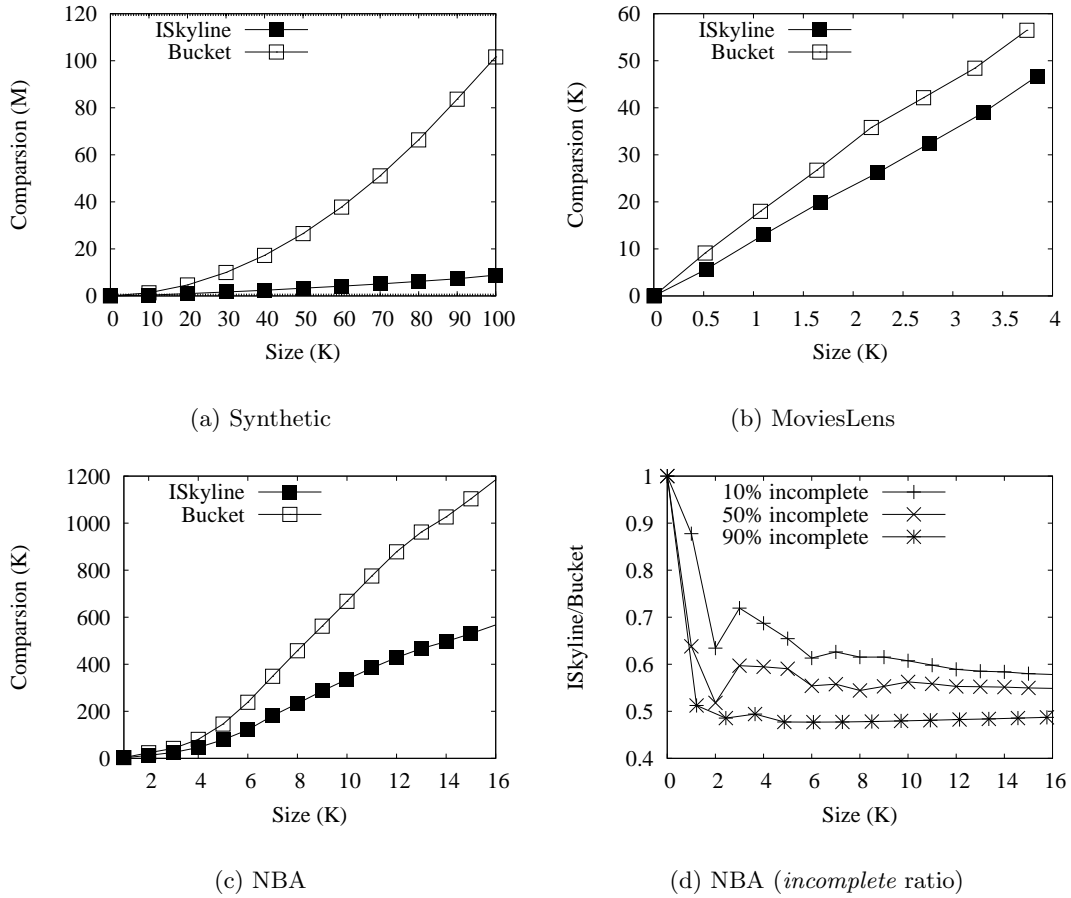 120
100
80
60
40
20
0
Comparsion (M)
ISkyline
Bucket
0 10 20 30 40 50 60 70 80 90 100
Size (K)
(a) Synthetic
60
50
40
30
20
10
0
Comparsion (K)
ISkyline
Bucket
0 0.5 1 1.5 2 2.5 3 3.5 4
Size (K)
(b) MoviesLens
1200
1000
800
600
400
200
0
Comparsion (K)
ISkyline
Bucket
2 4 6 8 10 12 14 16
Size (K)
(c) NBA
1
0.9
0.8
0.7
0.6
0.5
0.4
ISkyline/Bucket
10% incomplete
50% incomplete
90% incomplete
0 2 4 6 8 10 12 14 16
Size (K)
(d) NBA (incomplete ratio)